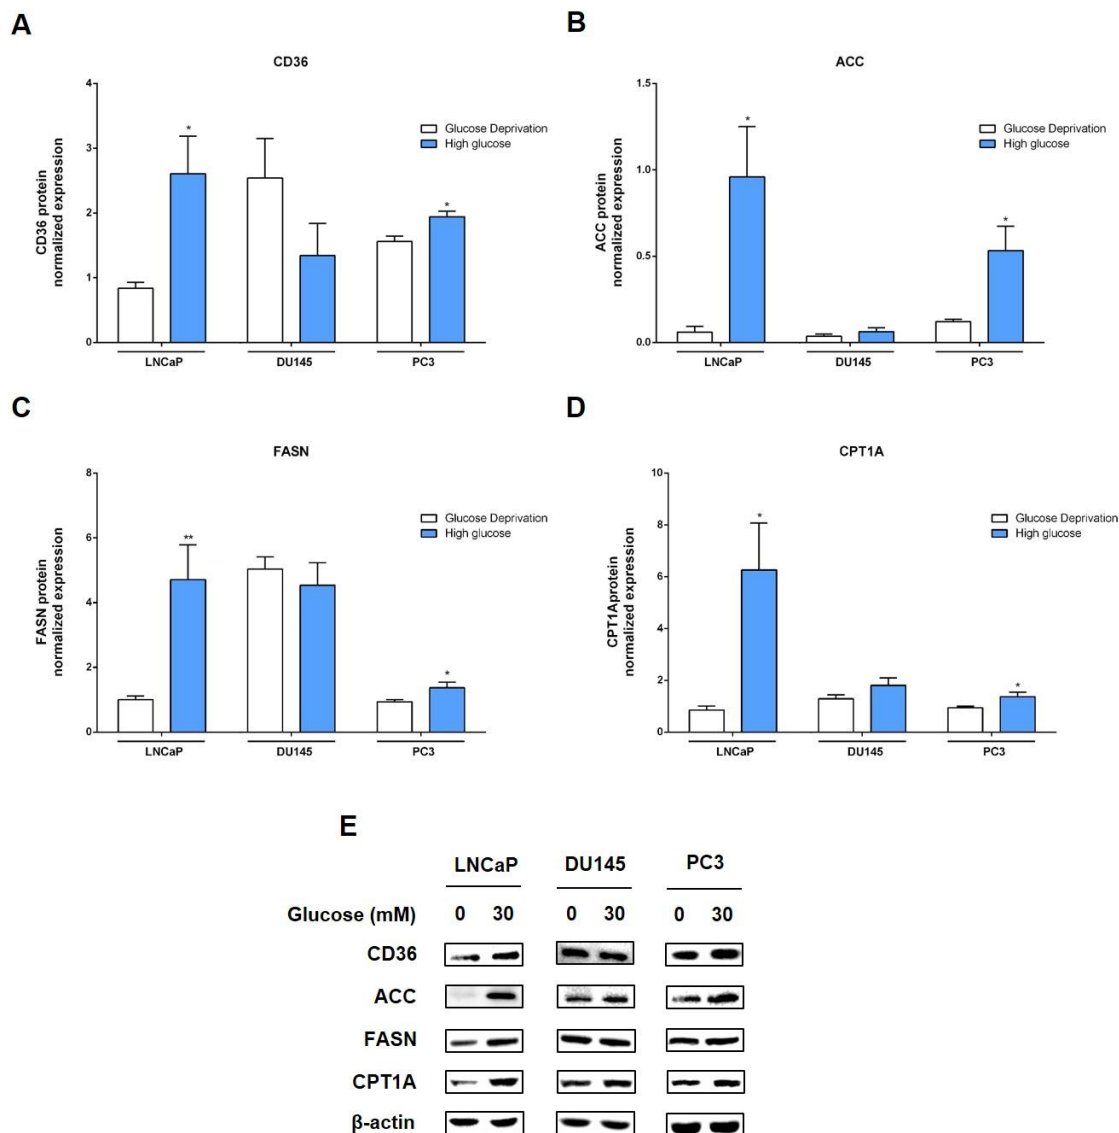 A
CD36
CD36 protein
normalized expression
4
3
2
1
0
*
*
Glucose Deprivation
High glucose
LNCaP DU145 PC3
B
ACC
ACC protein
normalized expression
1.5
1.0
0.5
0.0
*
*
Glucose Deprivation
High glucose
LNCaP DU145 PC3
C
FASN
FASN protein
normalized expression
8
6
4
2
0
**
*
Glucose Deprivation
High glucose
LNCaP DU145 PC3
D
CPT1A
CPT1Aprotein
normalized expression
10
8
6
4
2
0
*
*
Glucose Deprivation
High glucose
LNCaP DU145 PC3
E
LNCaP DU145 PC3
Glucose (mM) 0 30 0 30 0 30
CD36
ACC
FASN
CPT1A
β-actin